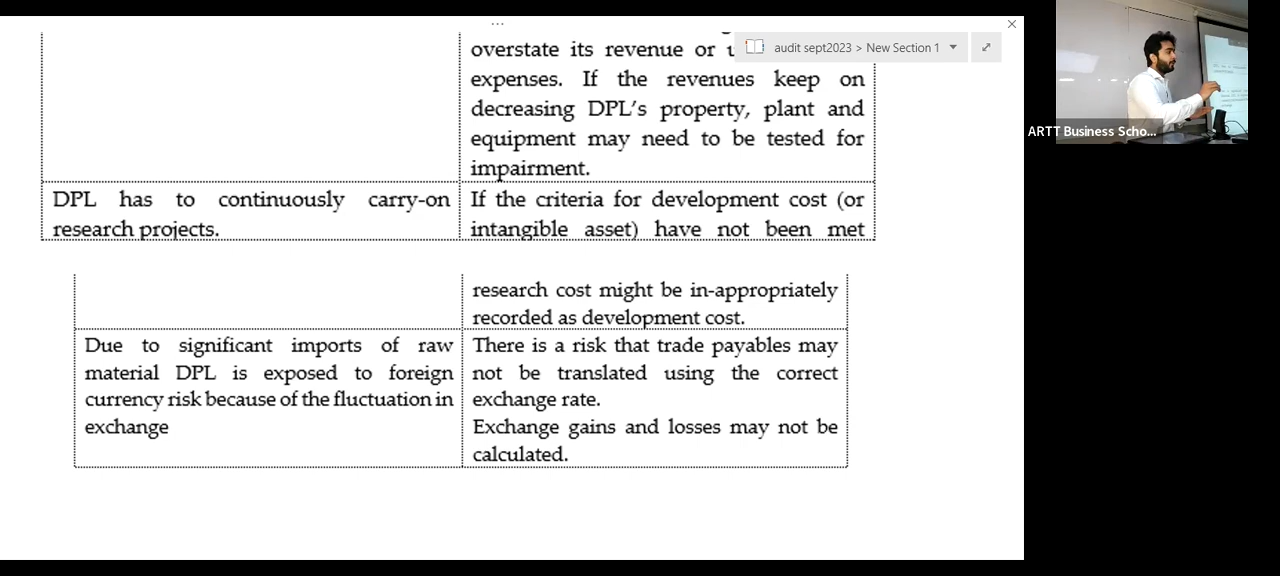 audit sept2023 > New Section 1
overstate its revenue or
expenses. If the revenues keep on
decreasing DPL's property, plant and
equipment may need to be tested for
impairment.
DPL has to continuously carry-on
research projects.
If the criteria for development cost (or
intangible asset) have not been met
research cost might be in-appropriately
recorded as development cost.
Due to significant imports of raw
material DPL is exposed to foreign
currency risk because of the fluctuation in
exchange
There is a risk that trade payables may
not be translated using the correct
exchange rate.
Exchange gains and losses may not be
calculated.
ARTT Business Scho...